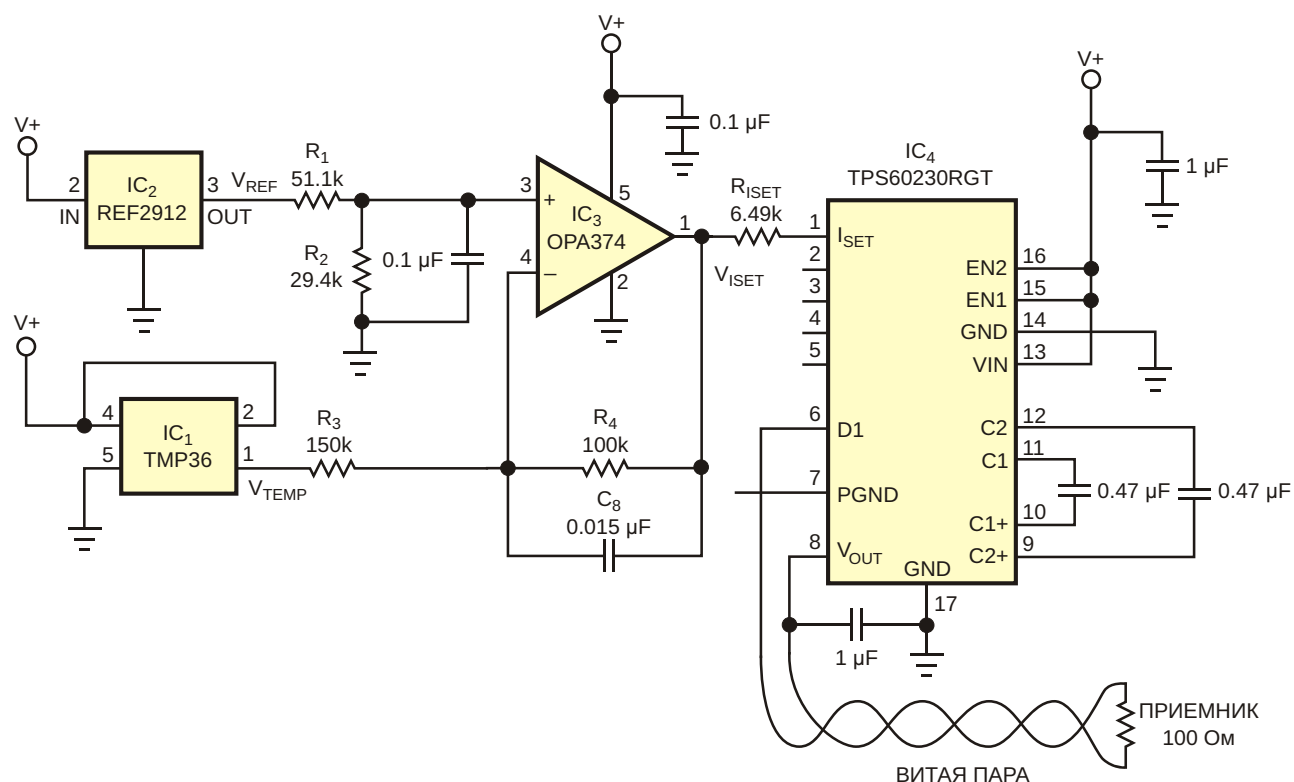 V+
2
IN
IC2
REF2912
3
OUT
VREF
R1
51.1k
R2
29.4k
0.1 µF
V+
0.1 µF
3
+
IC3
OPA374
5
4
–
2
1
VISET
RISET
6.49k
V+
4
5
IC1
TMP36
2
1
VTEMP
R3
150k
R4
100k
C8
0.015 µF
IC4
TPS60230RGT
V+
1 µF
1
ISET
2
3
4
5
6
D1
7
PGND
8
VOUT
GND
17
16
EN2
15
EN1
14
GND
13
VIN
12
C2
11
C1
10
C1+
9
C2+
0.47 µF
0.47 µF
1 µF
ПРИЕМНИК
100 Ом
ВИТАЯ ПАРА